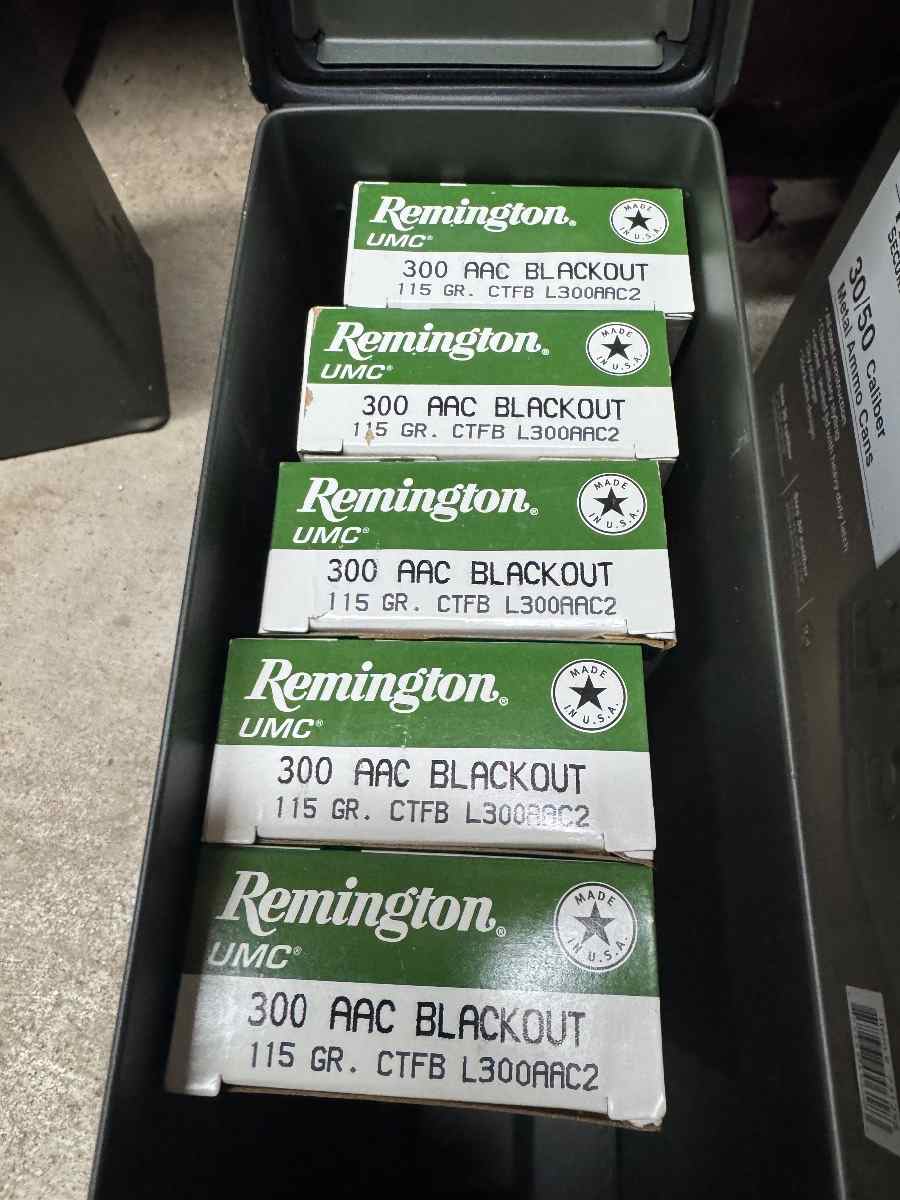 Remington®
UMC®
MADE
IN U.S.A.
300 AAC BLACKOUT
115 GR. CTFB L300AAC2
Remington®
UMC®
MADE
IN U.S.A.
300 AAC BLACKOUT
115 GR. CTFB L300AAC2
Remington®
UMC®
MADE
IN U.S.A.
300 AAC BLACKOUT
115 GR. CTFB L300AAC2
Remington®
UMC®
MADE
IN U.S.A.
300 AAC BLACKOUT
115 GR. CTFB L300AAC2
Remington®
UMC®
MADE
IN U.S.A.
300 AAC BLACKOUT
115 GR. CTFB L300AAC2
30/50 Caliber
Metal Ammo Cans